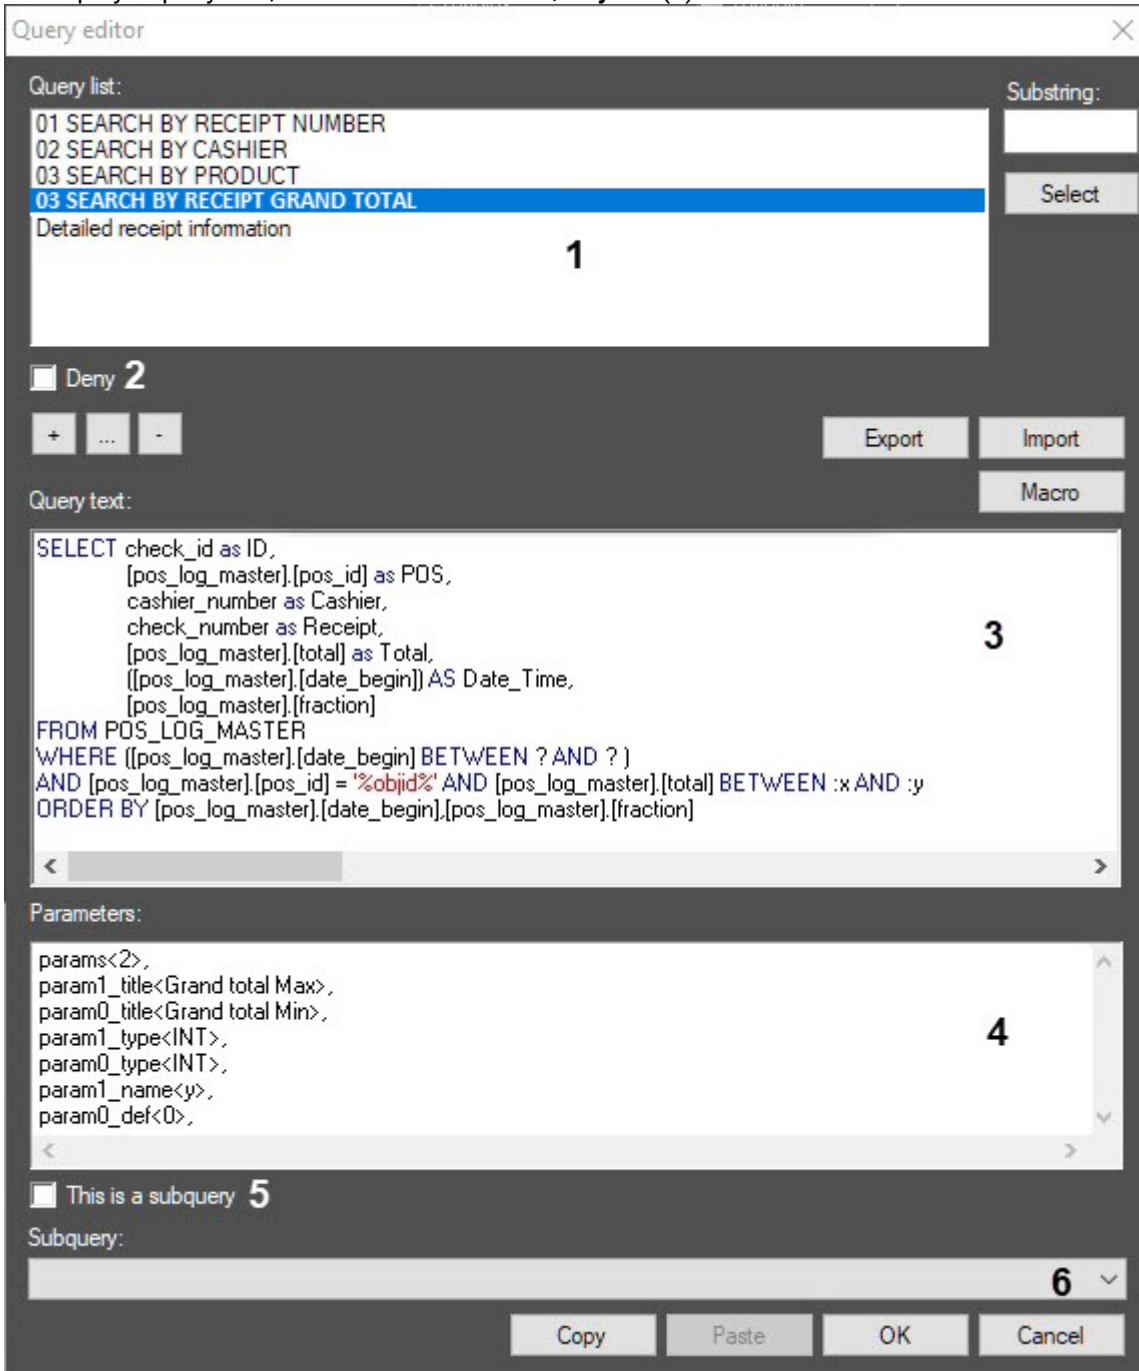 Query editor
Query list:
Substring:
01 SEARCH BY RECEIPT NUMBER
02 SEARCH BY CASHIER
03 SEARCH BY PRODUCT
03 SEARCH BY RECEIPT GRAND TOTAL
Select
Detailed receipt information
1
Deny 2
+ ... -
Export Import
Query text:
Macro
SELECT check_id as ID,
[pos_log_master].[pos_id] as POS,
cashier_number as Cashier,
check_number as Receipt,
3
[pos_log_master].[total] as Total,
([pos_log_master].[date_begin]) AS Date_Time,
[pos_log_master].[fraction]
FROM POS_LOG_MASTER
WHERE ([pos_log_master].[date_begin] BETWEEN ? AND ? )
AND [pos_log_master].[pos_id] = '%objid%' AND [pos_log_master].[total] BETWEEN :x AND :y
ORDER BY [pos_log_master].[date_begin],[pos_log_master].[fraction]
Parameters:
params<2>,
param1_title<Grand total Max>,
param0_title<Grand total Min>,
param1_type<INT>,
4
param0_type<INT>,
param1_name<y>,
param0_def<0>,
This is a subquery 5
Subquery:
6
Copy Paste OK Cancel